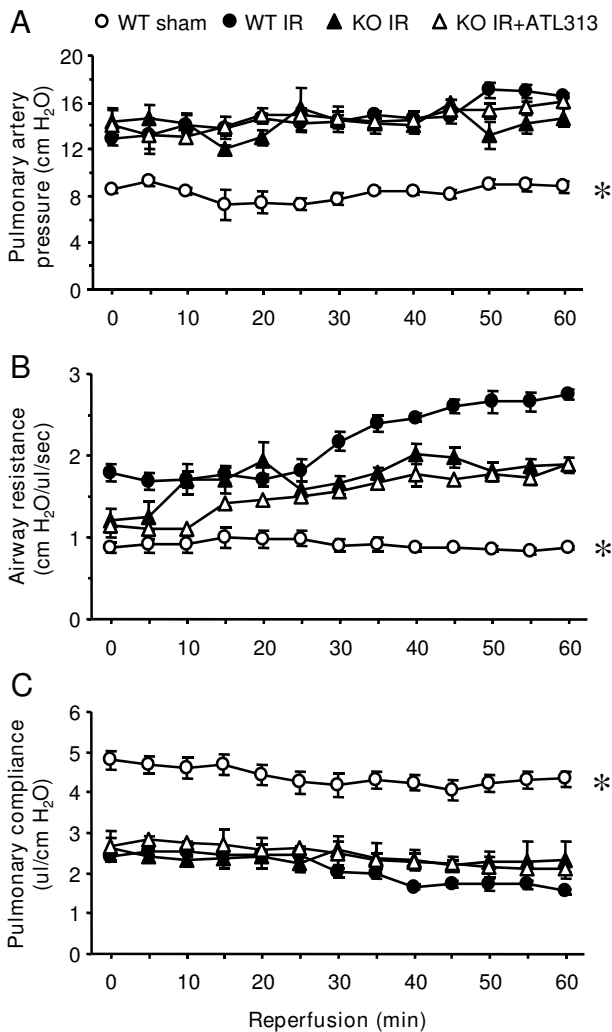 A
WT sham WT IR KO IR KO IR+ATL313
Pulmonary artery
pressure (cm H₂O)
20
16
12
8
4
0
*
0 10 20 30 40 50 60
B
Airway resistance
(cm H₂O/ul/sec)
3
2
1
0
*
0 10 20 30 40 50 60
C
Pulmonary compliance
(ul/cm H₂O)
6
5
4
3
2
1
0
*
0 10 20 30 40 50 60
Reperfusion (min)